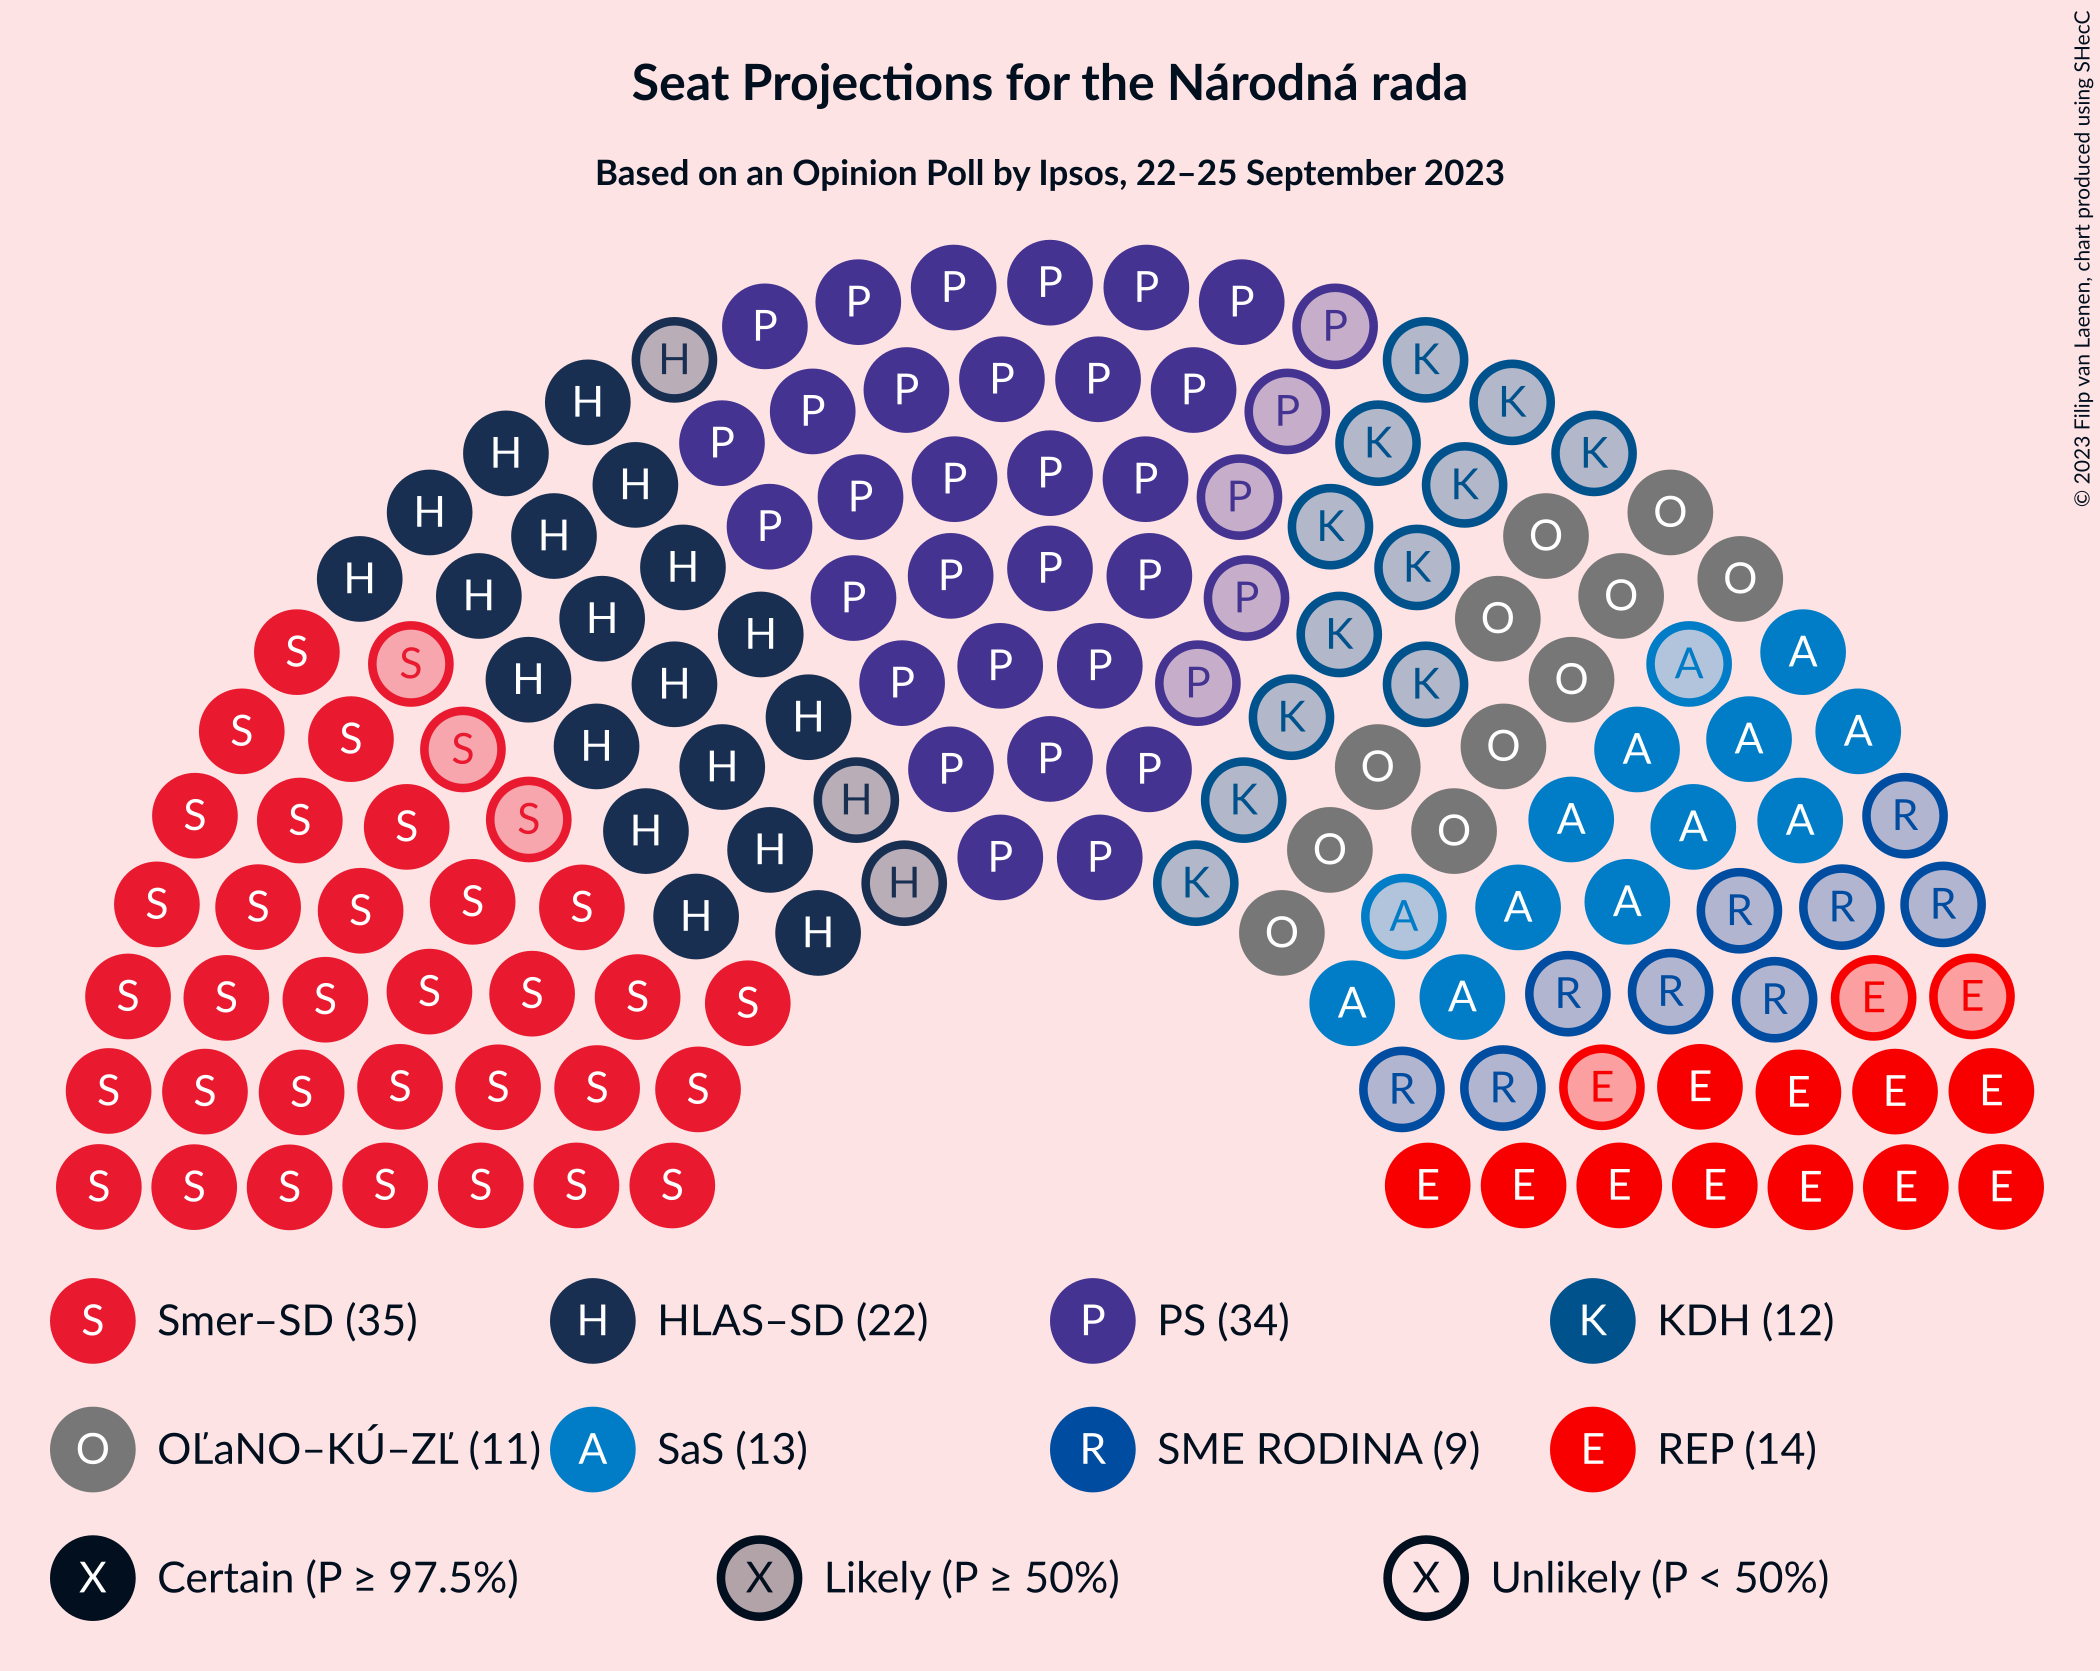 Seat Projections for the Národná rada
Based on an Opinion Poll by Ipsos, 22–25 September 2023
© 2023 Filip van Laenen, chart produced using SHecC
P P P P P P P
H P K
H P P P P P P K
H P K K K
H H P P P P P K K O
H H P P K O O
H H P P P P P K O O
S H H H P P P P K O A A
S S H H H P K O A
S S S H H H P P P K O O A A A
S S S S H H H P P K O O A A A R
S S S S S H H H K O A A A R R R
S S S S S S S A A R R R E E
S S S S S S S R R E E E E E
S S S S S S S E E E E E E E
S Smer–SD (35) H HLAS–SD (22) P PS (34) K KDH (12)
O OĽaNO–KÚ–ZĽ (11) A SaS (13) R SME RODINA (9) E REP (14)
X Certain (P ≥ 97.5%) X Likely (P ≥ 50%) X Unlikely (P < 50%)